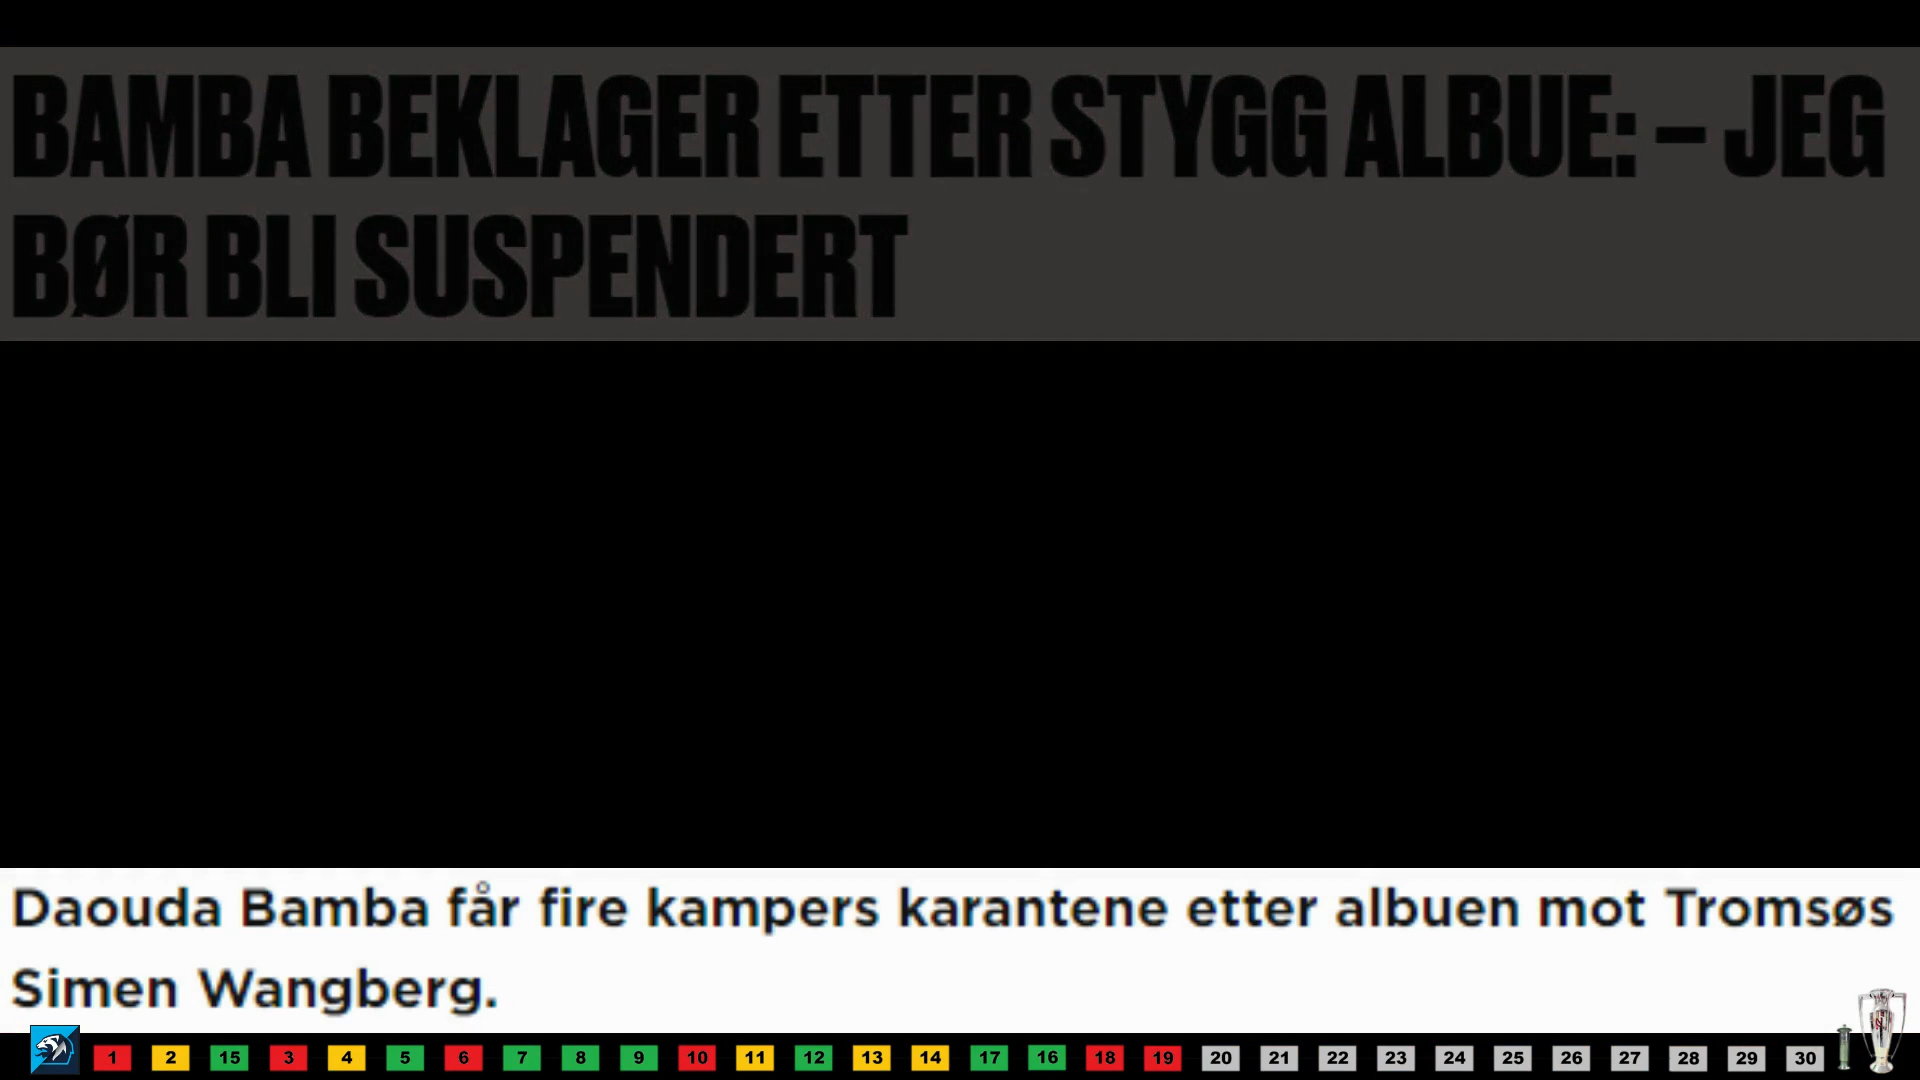 BAMBA BEKLAGER ETTER STYGG ALBUE: – JEG
BØR BLI SUSPENDERT
Daouda Bamba får fire kampers karantene etter albuen mot Tromsøs
Simen Wangberg.
1 2 15 3 4 5 6 7 8 9 10 11 12 13 14 17 16 18 19 20 21 22 23 24 25 26 27 28 29 30